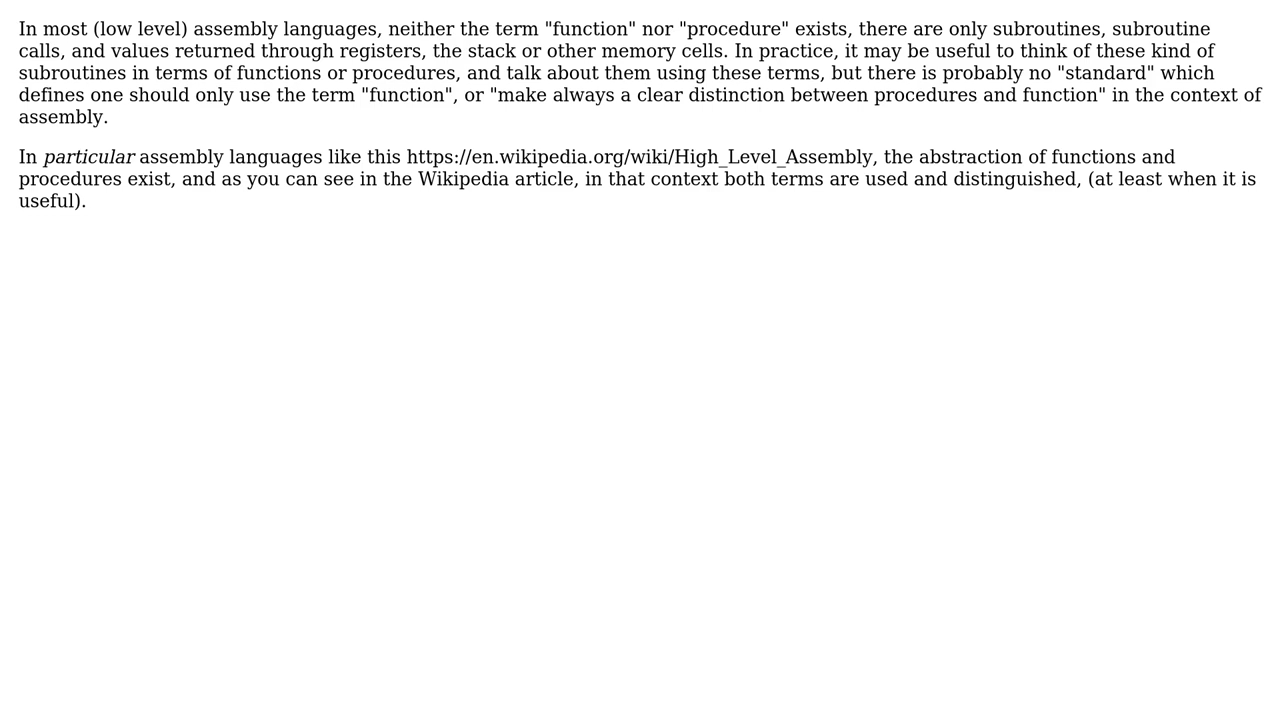 In most (low level) assembly languages, neither the term "function" nor "procedure" exists, there are only subroutines, subroutine
calls, and values returned through registers, the stack or other memory cells. In practice, it may be useful to think of these kind of
subroutines in terms of functions or procedures, and talk about them using these terms, but there is probably no "standard" which
defines one should only use the term "function", or "make always a clear distinction between procedures and function" in the context of
assembly.
In particular assembly languages like this https://en.wikipedia.org/wiki/High_Level_Assembly, the abstraction of functions and
procedures exist, and as you can see in the Wikipedia article, in that context both terms are used and distinguished, (at least when it is
useful).